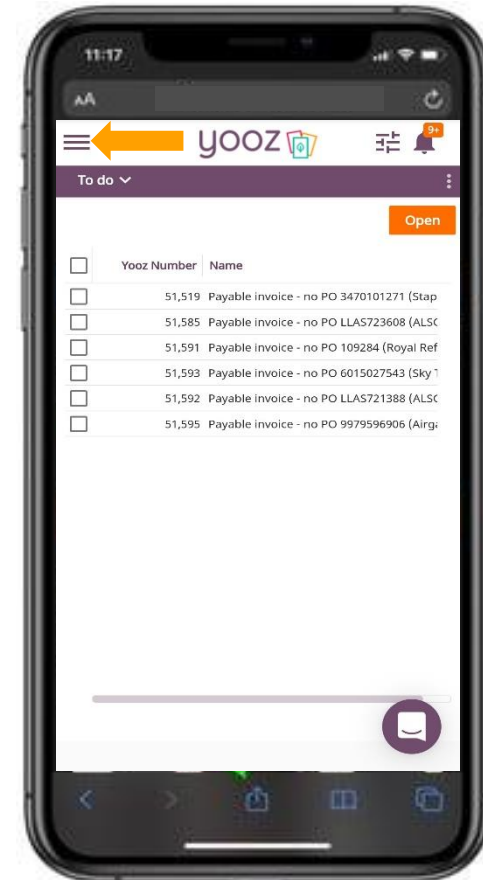 11:17
AA
yooz
9+
To do
Open
Yooz Number Name
51,519 Payable invoice - no PO 3470101271 (Stap
51,585 Payable invoice - no PO LLAS723608 (ALSC
51,591 Payable invoice - no PO 109284 (Royal Ref
51,593 Payable invoice - no PO 6015027543 (Sky T
51,592 Payable invoice - no PO LLAS721388 (ALSC
51,595 Payable invoice - no PO 9979596906 (Airga